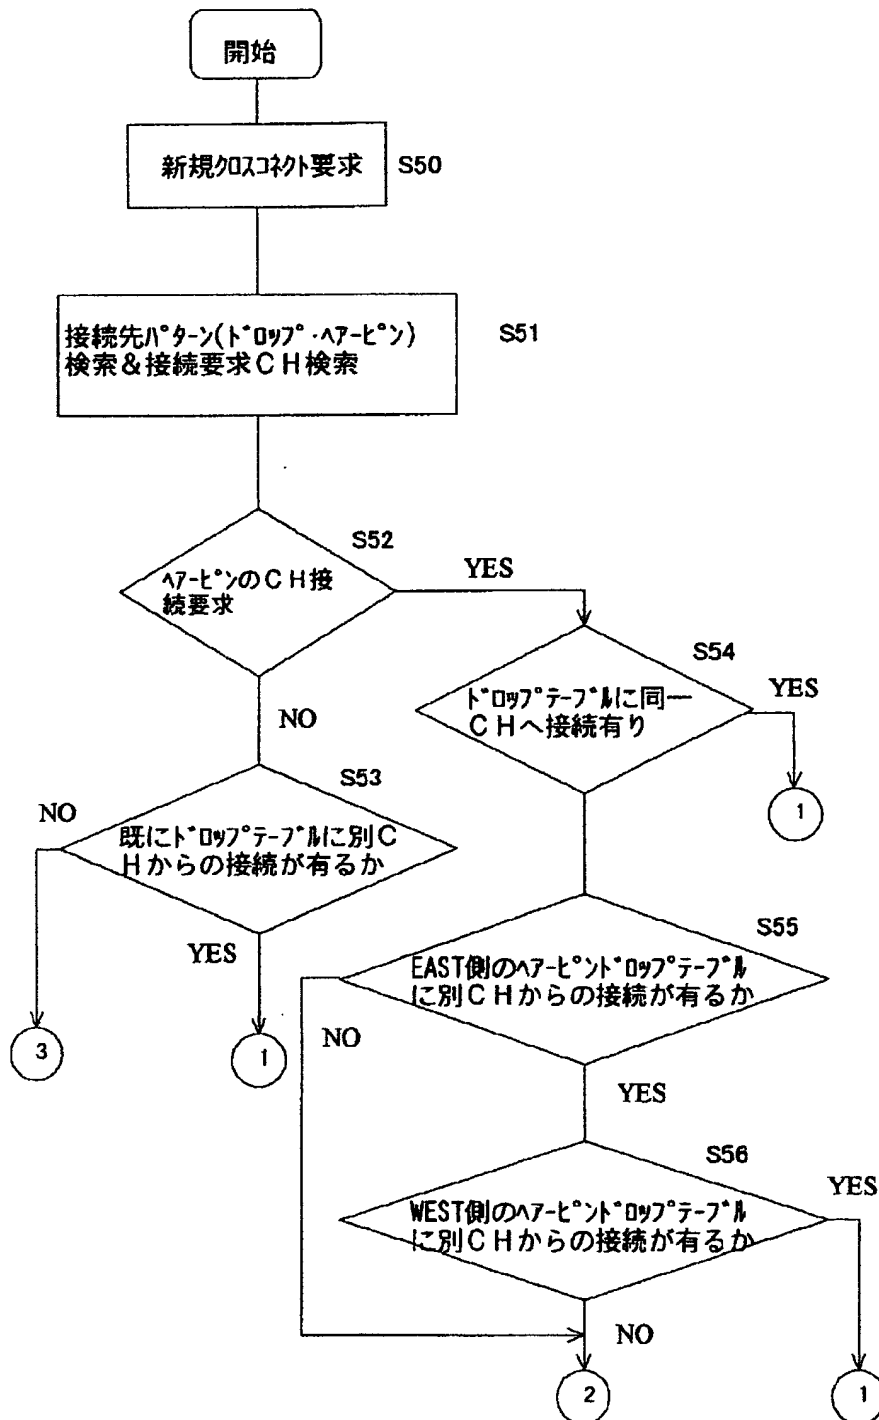 開始
新規クロスコネクト要求
S50
接続先パターン(ドロップ・ヘアーピン)
検索&接続要求CH検索
S51
S52
ヘアーピンのCH接
続要求
YES
NO
S54
ドロップテーブルに同一
CHへ接続有り
YES
1
S53
NO
既にドロップテーブルに別C
Hからの接続が有るか
YES
3
1
S55
EAST側のヘアーピンドロップテーブル
に別CHからの接続が有るか
NO
YES
S56
WEST側のヘアーピンドロップテーブル
に別CHからの接続が有るか
YES
NO
2
1